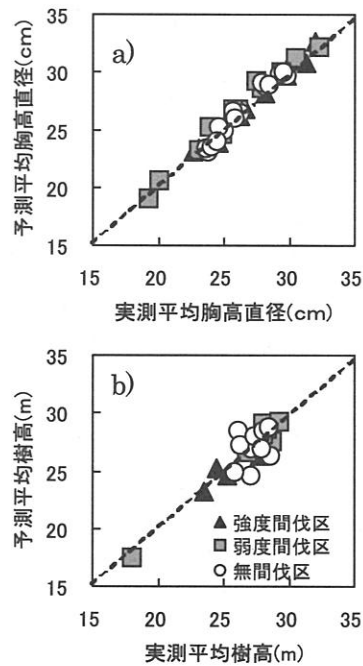 a)
予測平均胸高直径(cm)
35
30
25
20
15
15 20 25 30 35
実測平均胸高直径(cm)
b)
予測平均樹高(m)
35
30
25
20
15
強度間伐区
弱度間伐区
無間伐区
15 20 25 30 35
実測平均樹高(m)